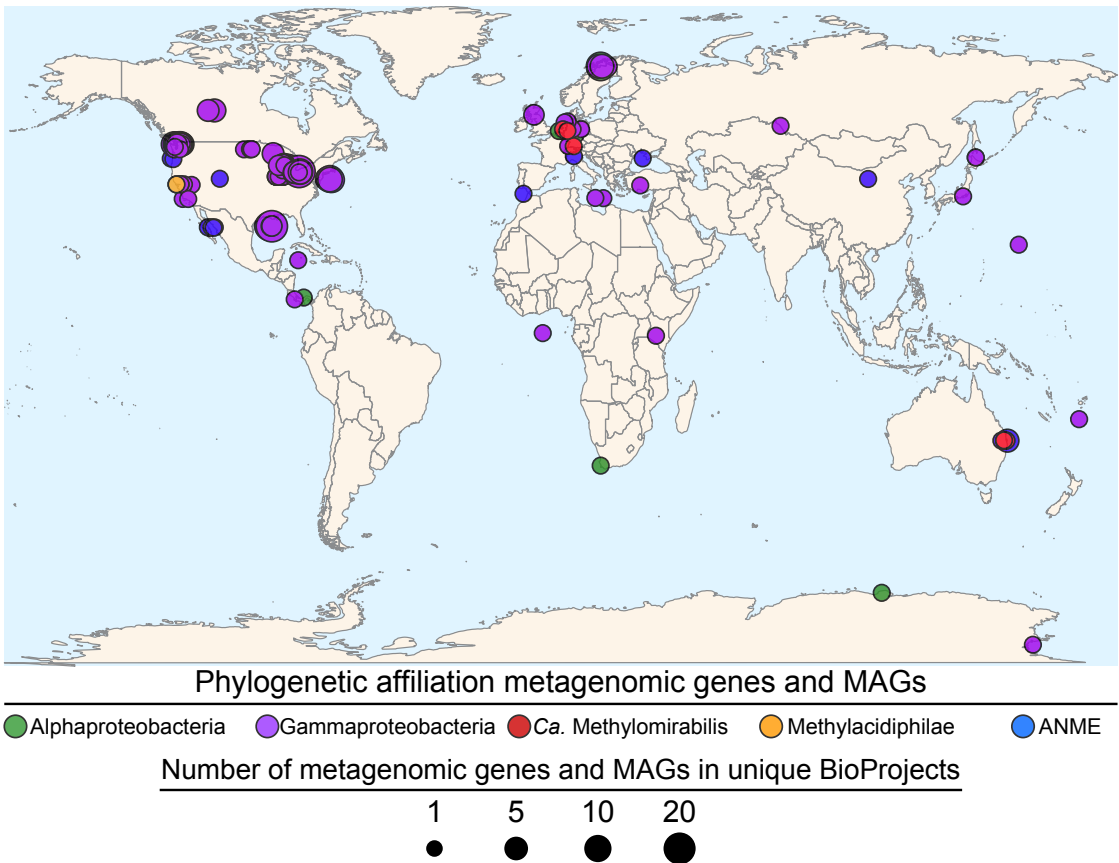 Phylogenetic affiliation metagenomic genes and MAGs
Alphaproteobacteria Gammaproteobacteria Ca. Methylomirabilis Methylacidiphilae ANME
Number of metagenomic genes and MAGs in unique BioProjects
1 5 10 20